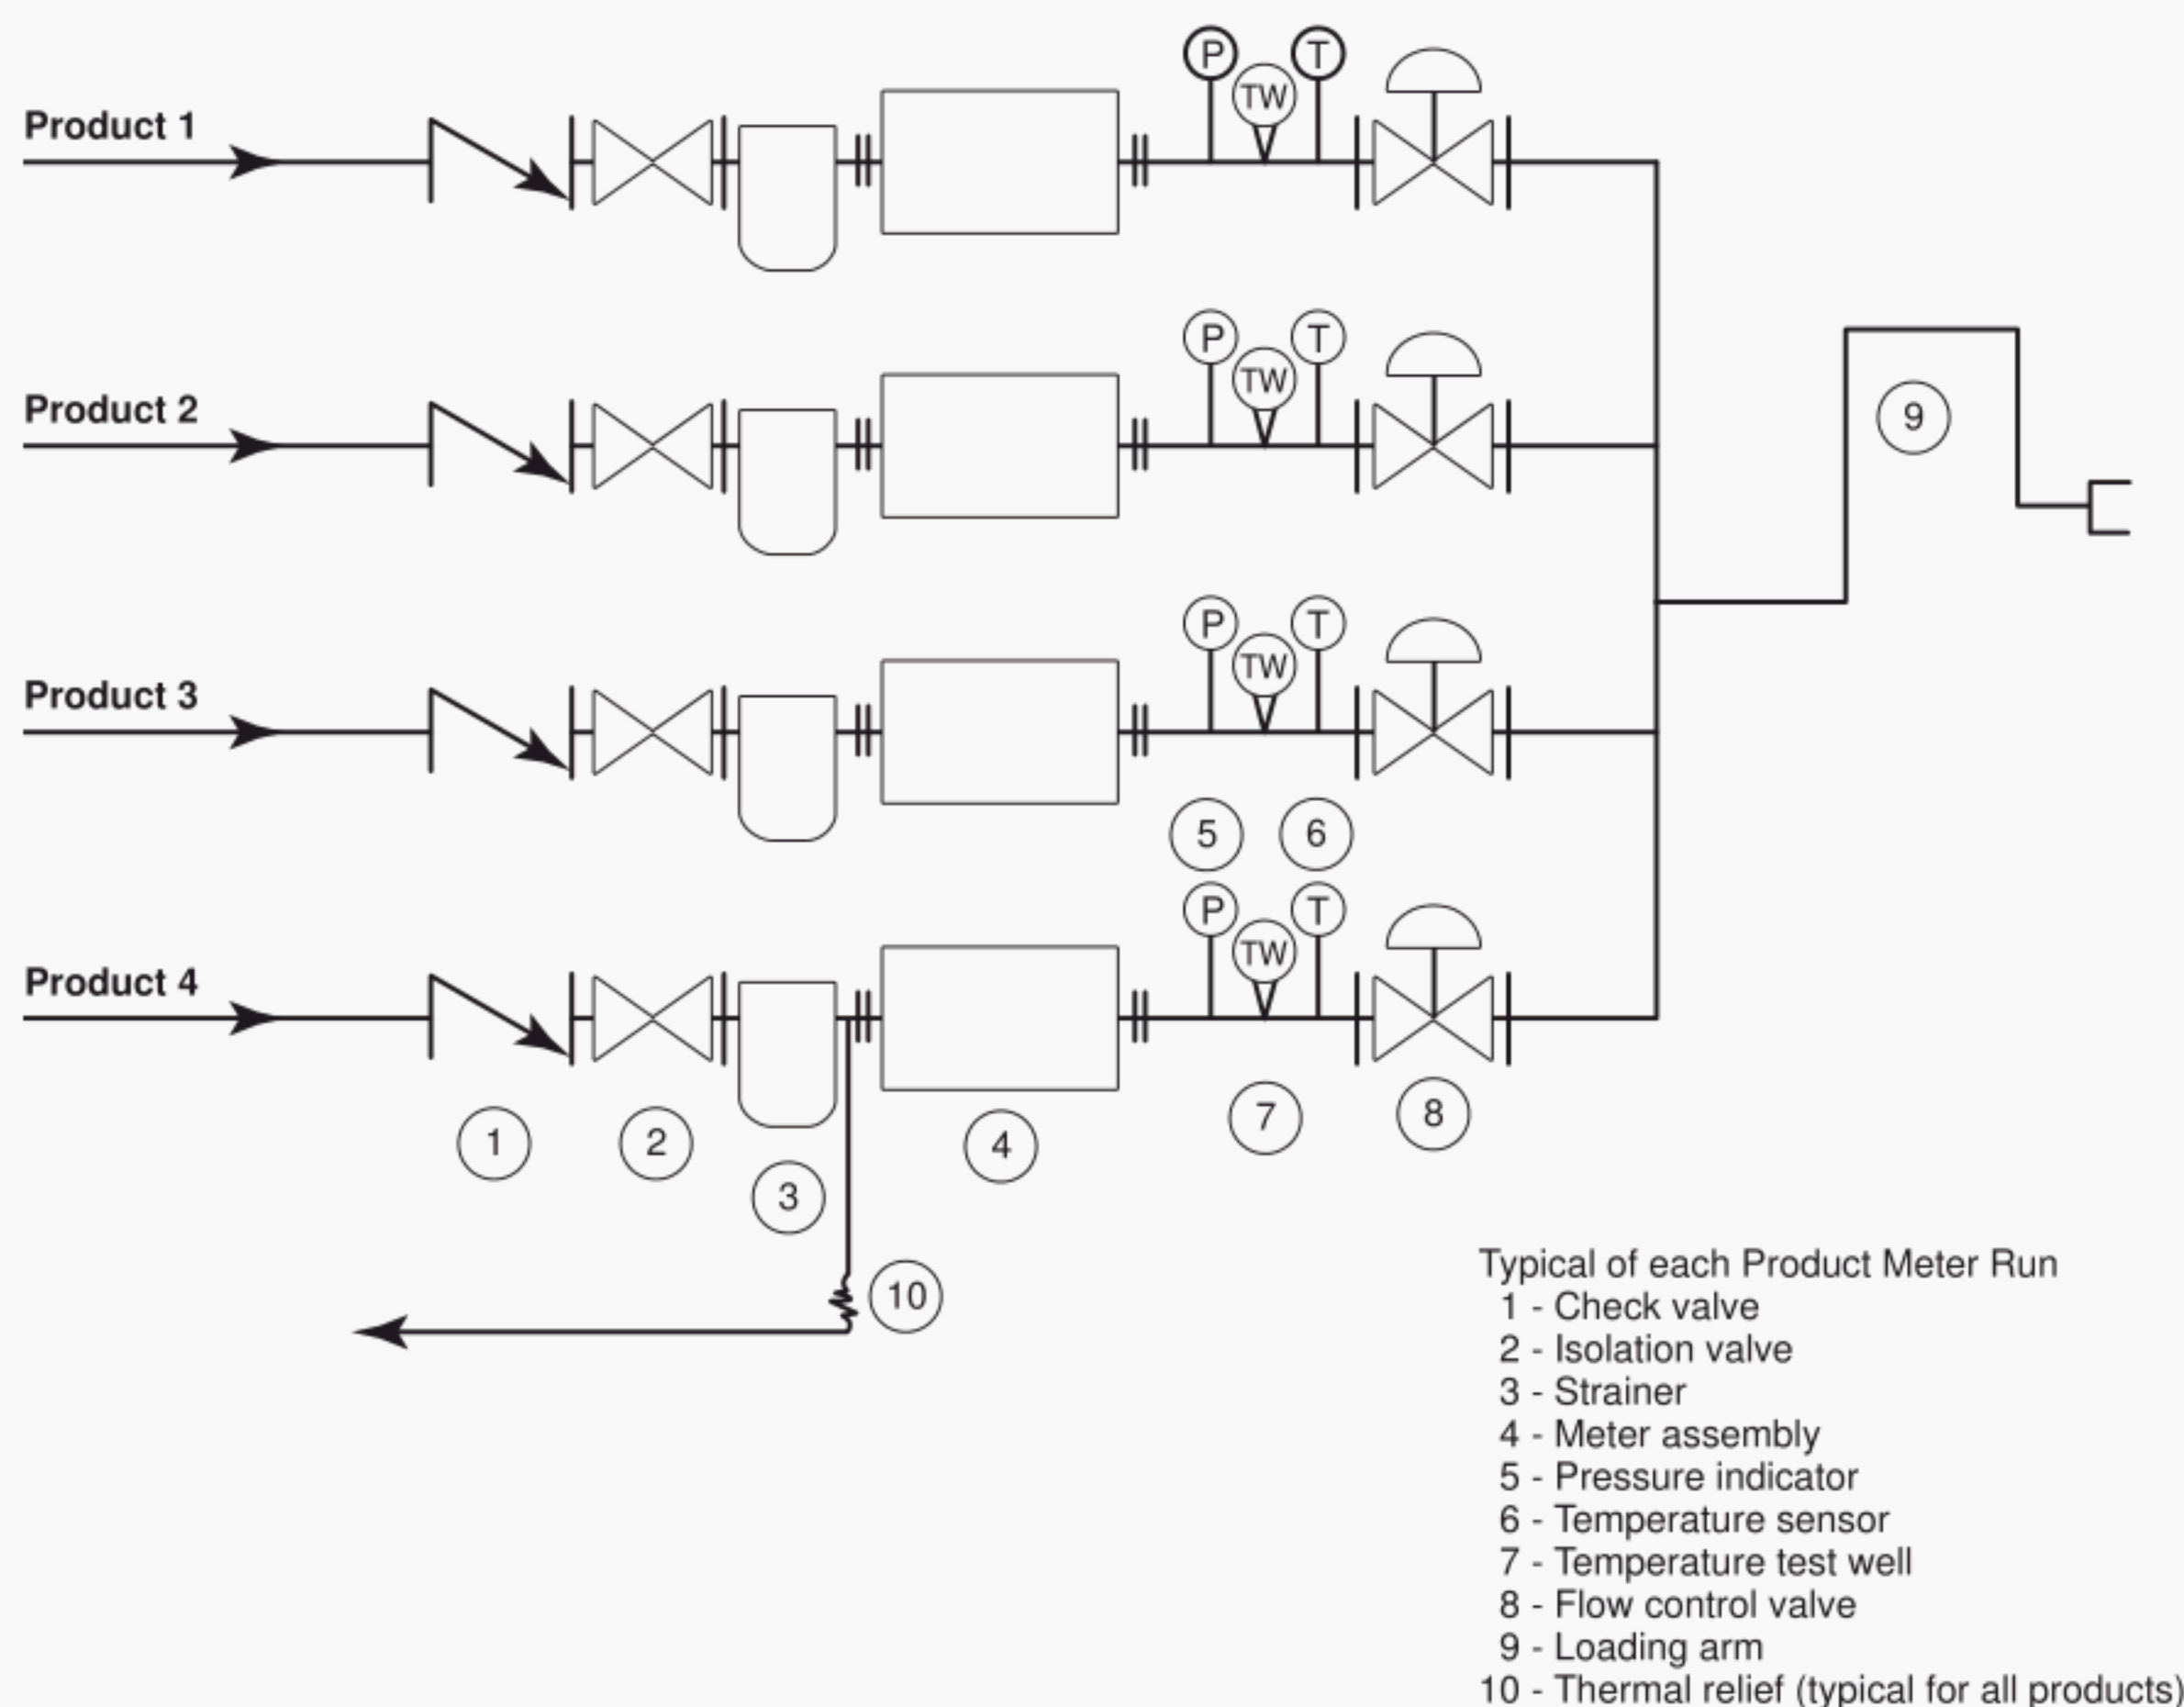 P T
TW
Product 1
P T
TW
Product 2
9
P T
TW
Product 3
5 6
P T
TW
Product 4
1 2 3 4 7 8
10
Typical of each Product Meter Run
1 - Check valve
2 - Isolation valve
3 - Strainer
4 - Meter assembly
5 - Pressure indicator
6 - Temperature sensor
7 - Temperature test well
8 - Flow control valve
9 - Loading arm
10 - Thermal relief (typical for all products)